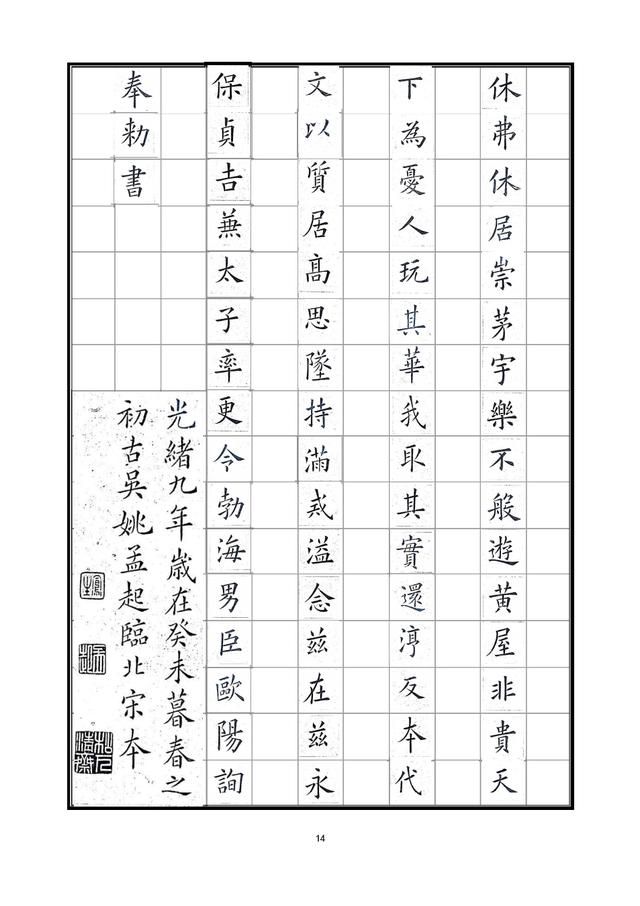 休弗休居崇茅宇樂不般遊黄屋非貴天
下為憂人玩其華我取其實還淳反本代
文以質居髙思墜持滿戒溢念兹在兹永
保貞吉兼太子率更令勃海男臣歐陽詢
奉勑書
光緒九年歲在癸未暮春之
初古吳姚孟起臨北宋本
14